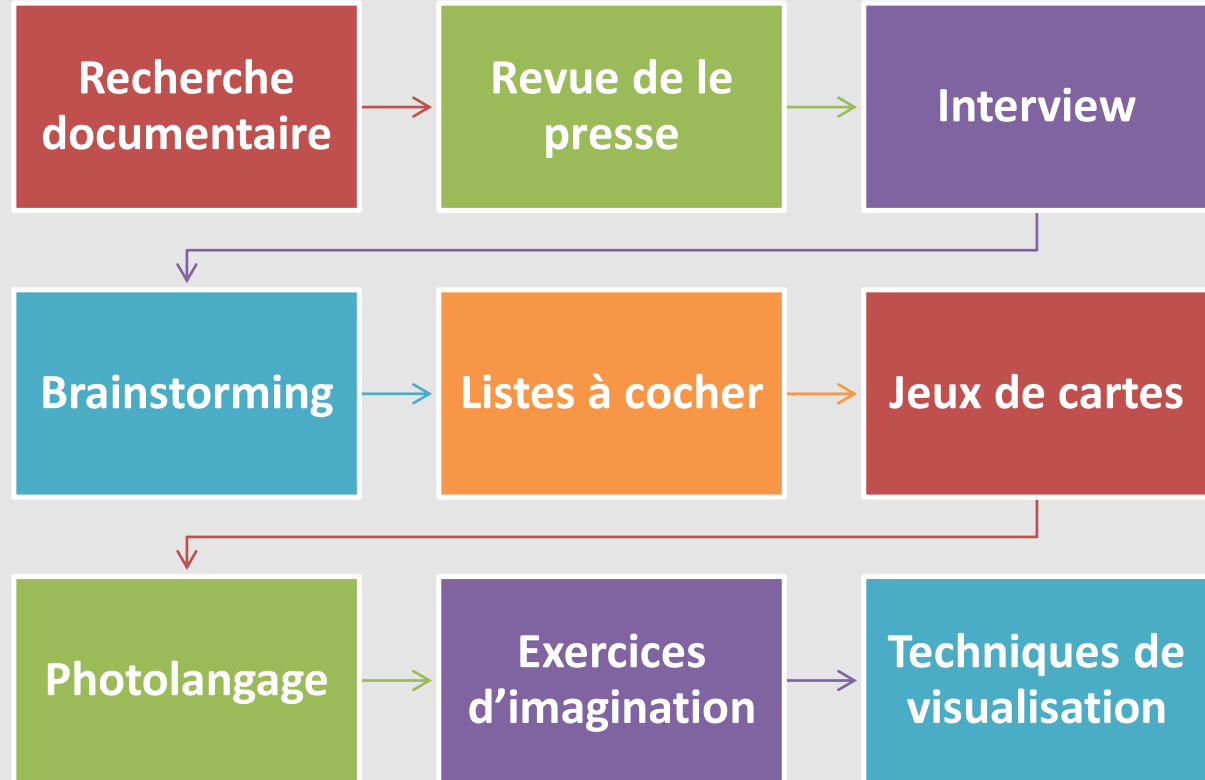 Recherche
documentaire
Revue de le
presse
Interview
Brainstorming
Listes à cocher
Jeux de cartes
Photolangage
Exercices
d’imagination
Techniques de
visualisation